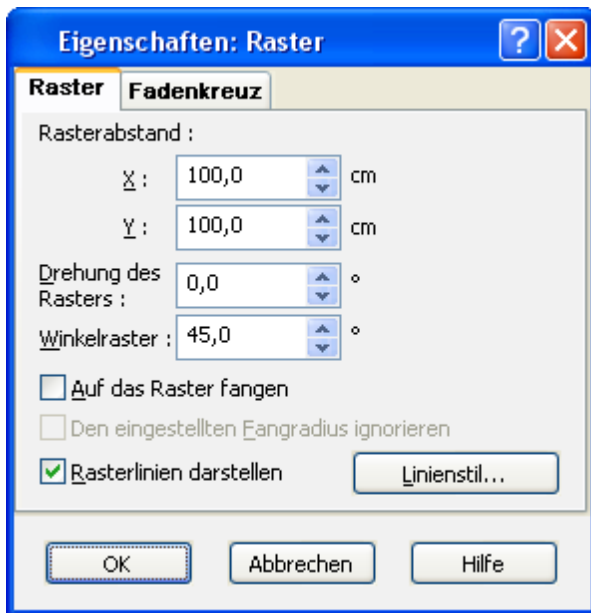 Eigenschaften: Raster
Raster Fadenkreuz
Rasterabstand :
X : 100,0 cm
Y : 100,0 cm
Drehung des
Rasters : 0,0 °
Winkelraster : 45,0 °
Auf das Raster fangen
Den eingestellten Fangradius ignorieren
Rasterlinien darstellen Linienstil...
OK Abbrechen Hilfe